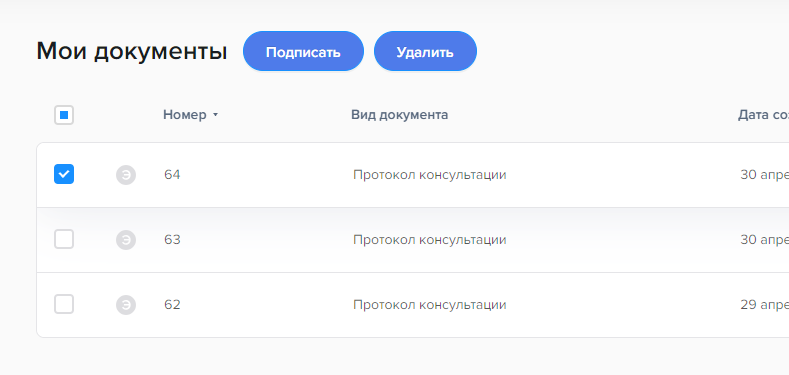 Мои документы Подписать Удалить
Номер Вид документа Дата соз
Э 64 Протокол консультации 30 апре
Э 63 Протокол консультации 30 апре
Э 62 Протокол консультации 29 апре